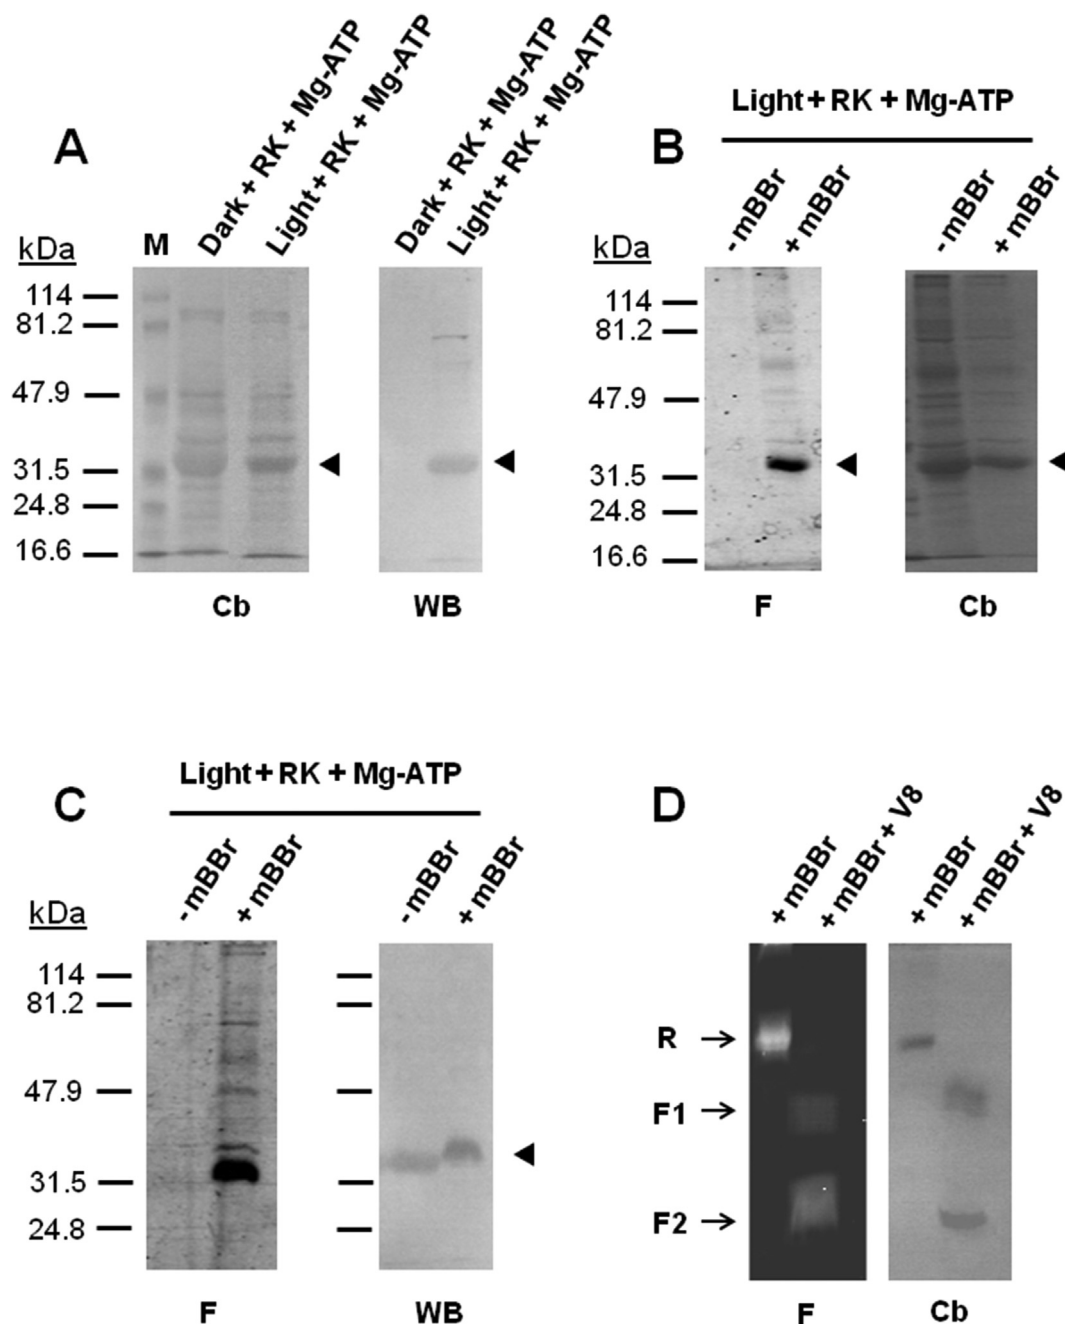 A
kDa
M
Dark + RK + Mg-ATP
Light + RK + Mg-ATP
Dark + RK + Mg-ATP
Light + RK + Mg-ATP
114
81.2
47.9
31.5
24.8
16.6
Cb
WB
B
Light + RK + Mg-ATP
kDa
- mBBr
+ mBBr
- mBBr
+ mBBr
114
81.2
47.9
31.5
24.8
16.6
F
Cb
C
Light + RK + Mg-ATP
kDa
- mBBr
+ mBBr
- mBBr
+ mBBr
114
81.2
47.9
31.5
24.8
F
WB
D
+ mBBr
+ mBBr + V8
+ mBBr
+ mBBr + V8
R
F1
F2
F
Cb